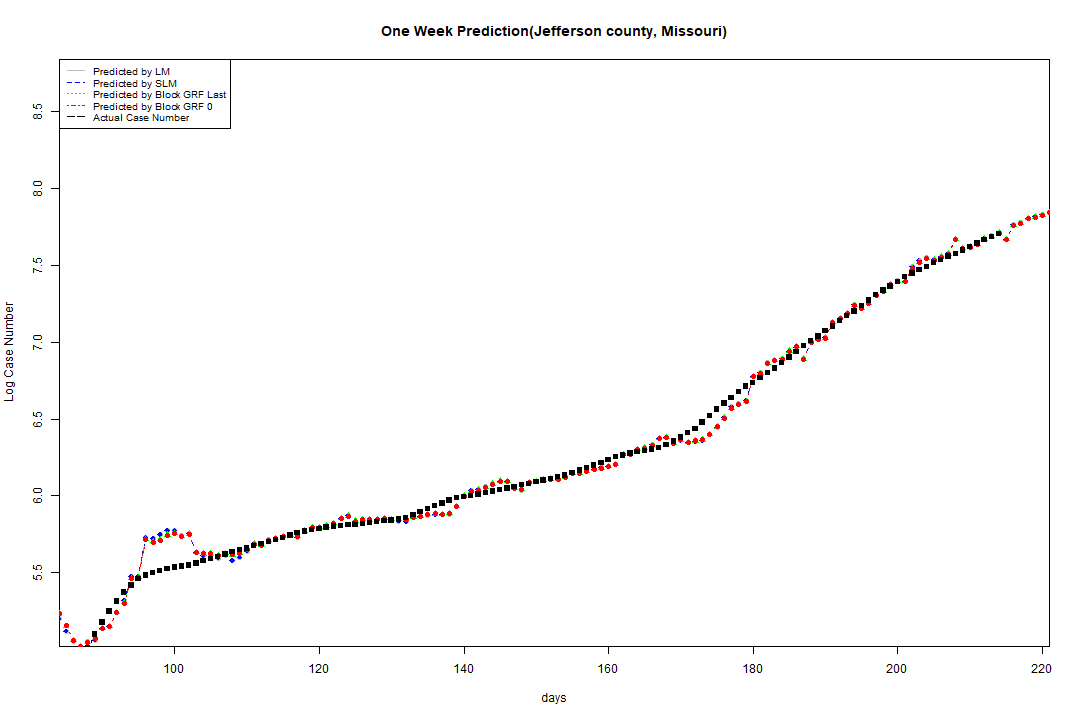 One Week Prediction(Jefferson county, Missouri)
Predicted by LM
Predicted by SLM
Predicted by Block GRF Last
Predicted by Block GRF 0
Actual Case Number
8.5
8.0
7.5
7.0
6.5
6.0
5.5
Log Case Number
100 120 140 160 180 200 220
days